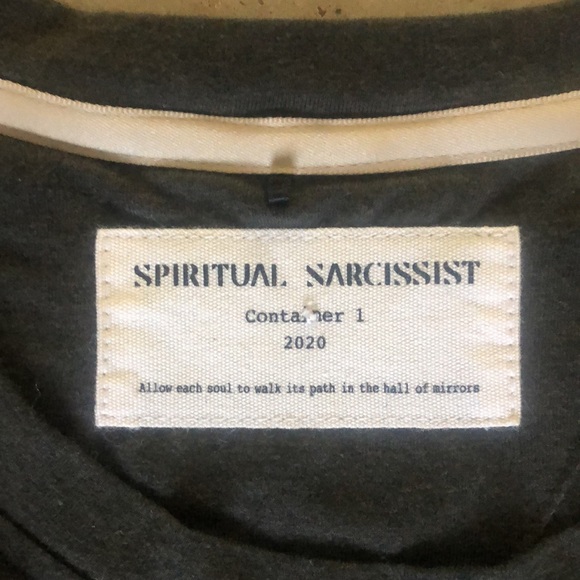 SPIRITUAL NARCISSIST
Container 1
2020
Allow each soul to walk its path in the hall of mirrors